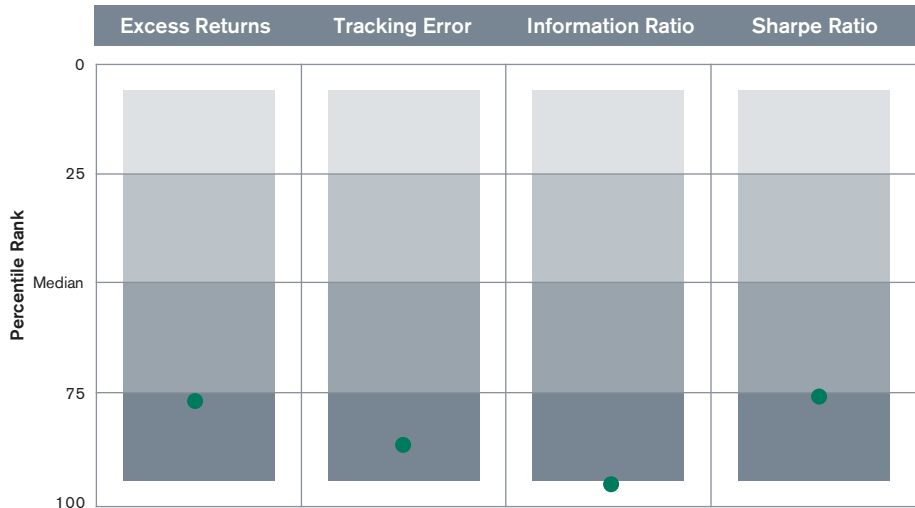 Excess Returns Tracking Error Information Ratio Sharpe Ratio
Percentile Rank
0
25
Median
75
100